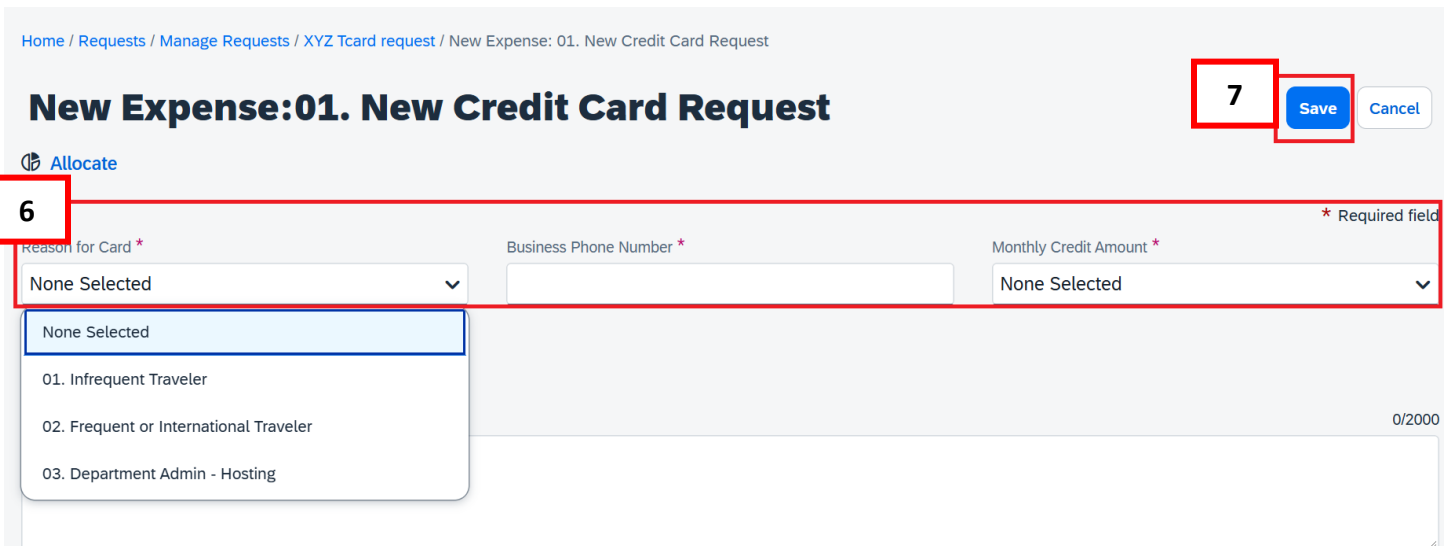 Home / Requests / Manage Requests / XYZ Tcard request / New Expense: 01. New Credit Card Request
New Expense:01. New Credit Card Request
7
Save
Cancel
Allocate
6
* Required field
Reason for Card *
Business Phone Number *
Monthly Credit Amount *
None Selected
None Selected
None Selected
01. Infrequent Traveler
02. Frequent or International Traveler
0/2000
03. Department Admin - Hosting